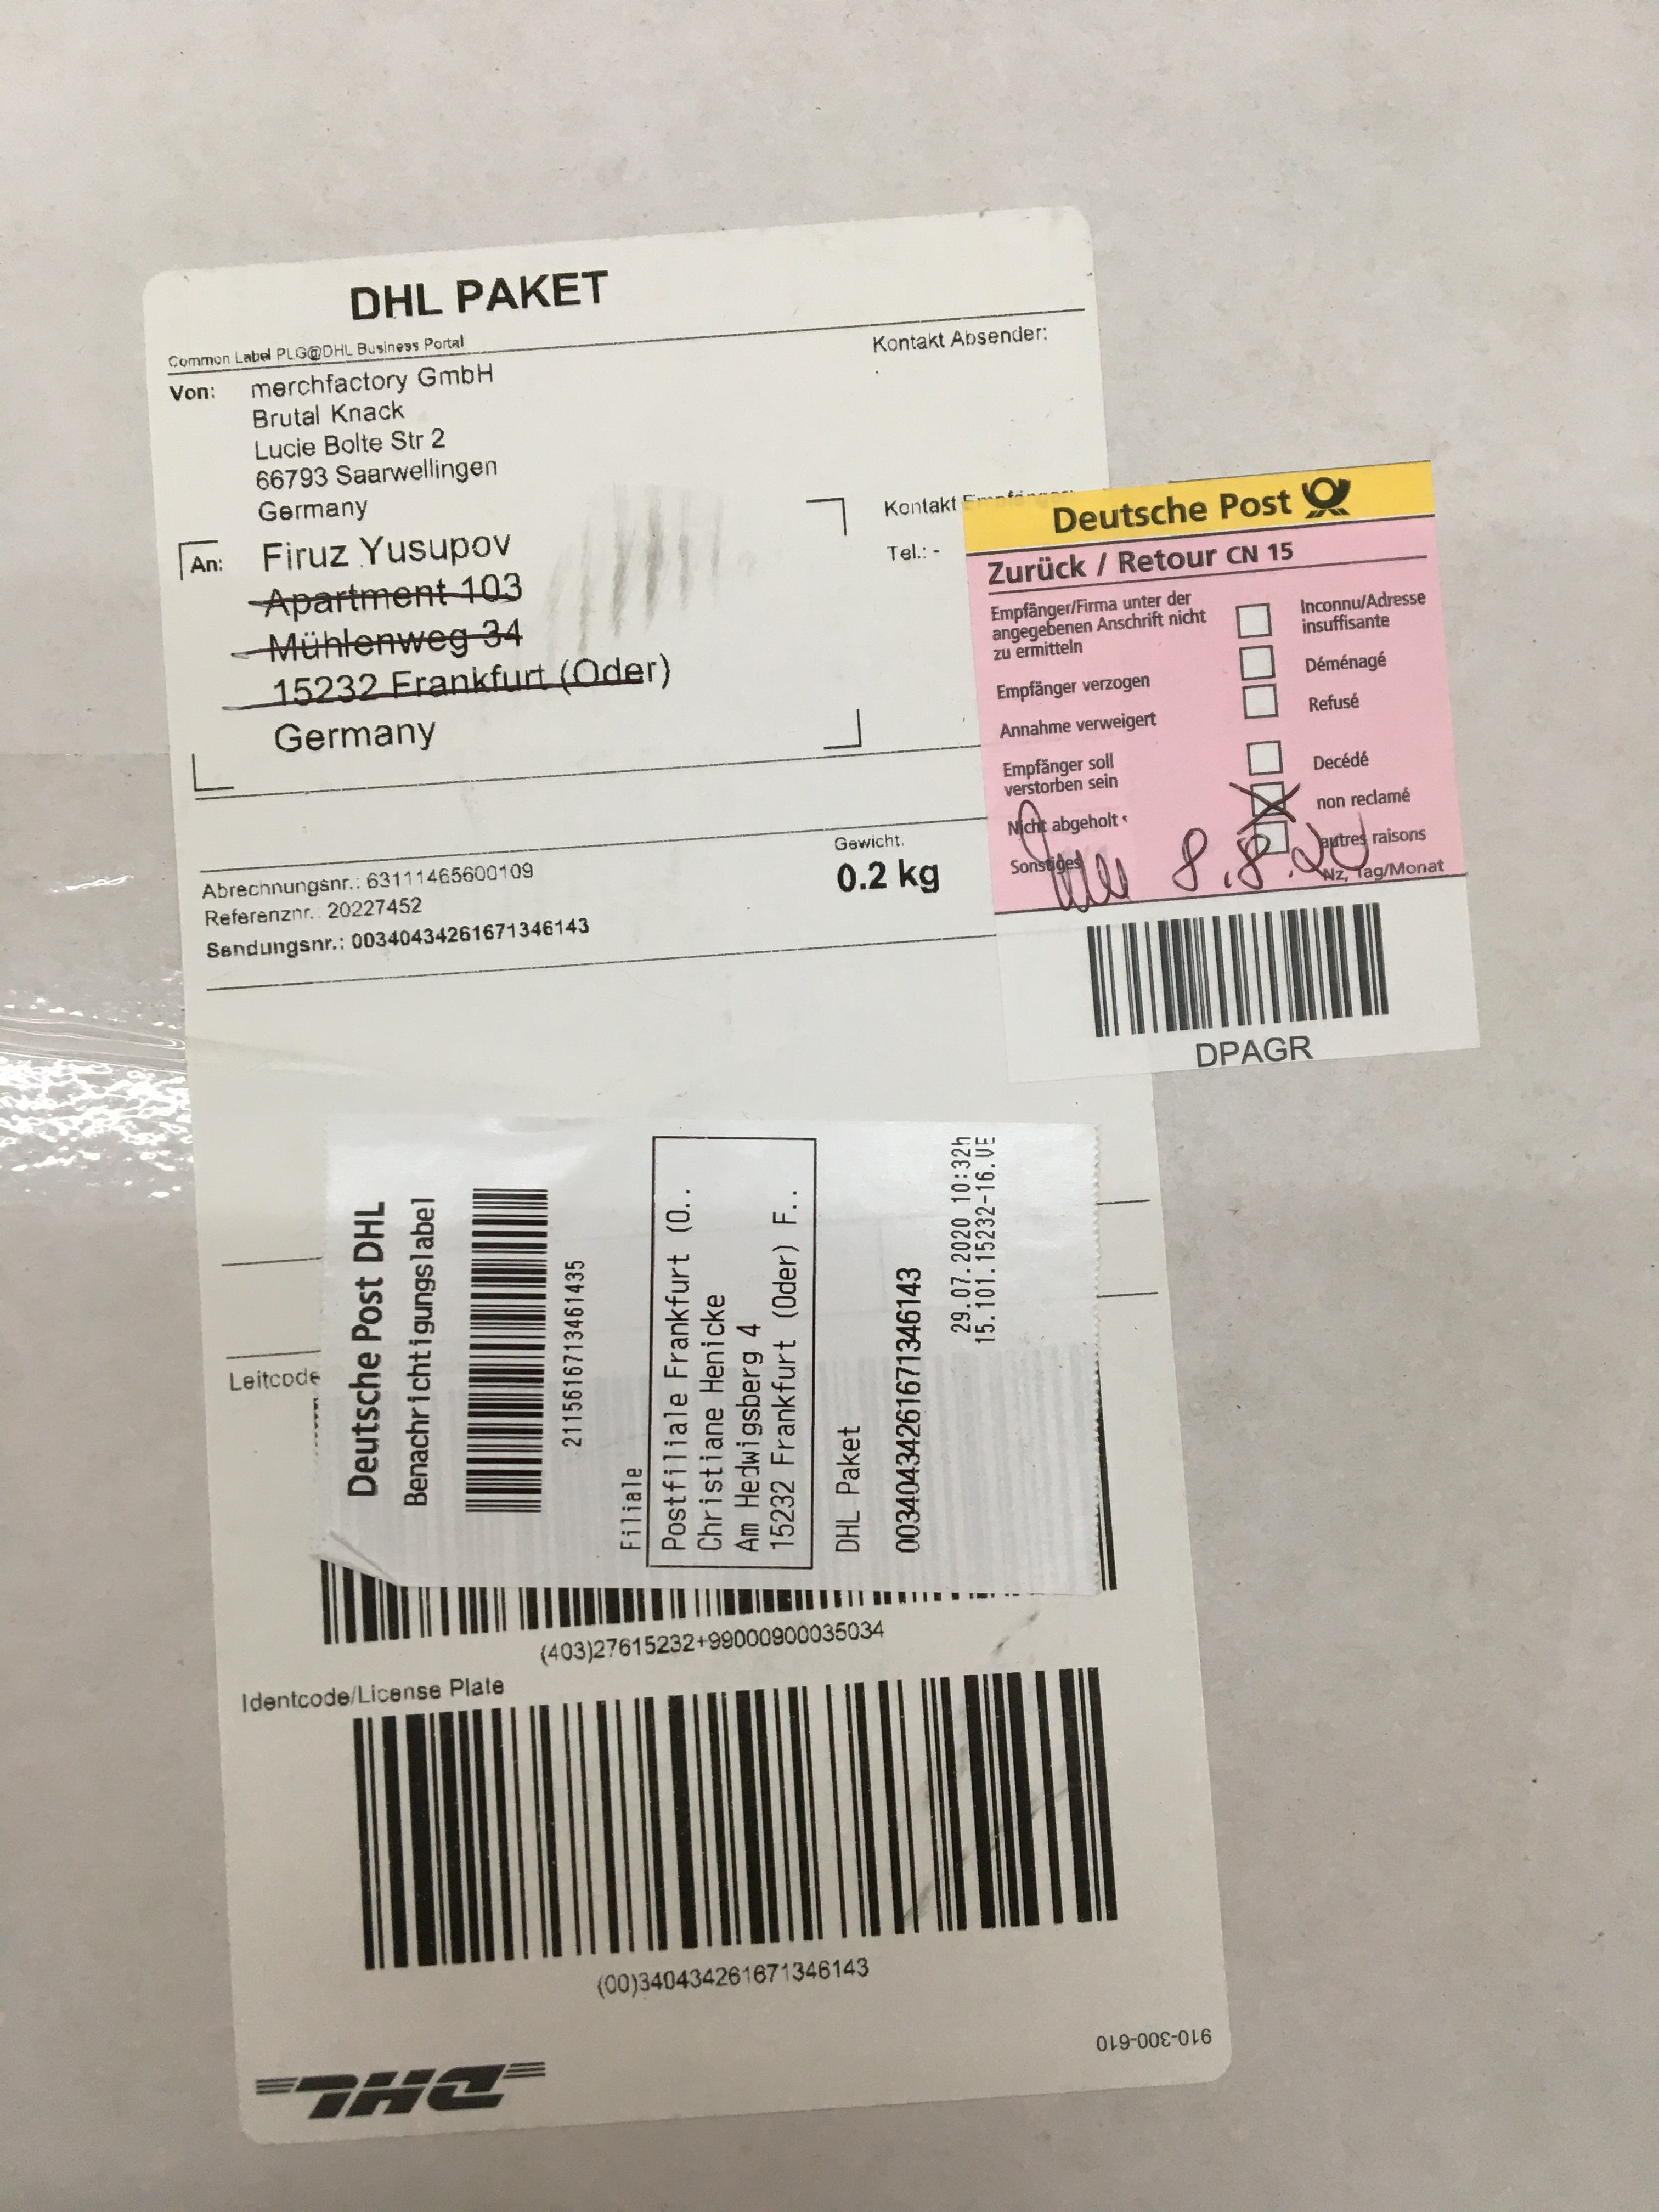 DHL PAKET
Common Label PLG@DHL Business Portal
Kontakt Absender:
Von: merchfactory GmbH
Brutal Knack
Lucie Bolte Str 2
66793 Saarwellingen
Germany
Kontakt Empfänger:
Tel.: -
An: Firuz Yusupov
Apartment 103
Mühlenweg 34
15232 Frankfurt (Oder)
Germany
Abrechnungsnr.: 63111465600109
Referenznr.: 20227452
Sendungsnr.: 00340434261671346143
Gewicht:
0.2 kg
Deutsche Post
Zurück / Retour CN 15
Empfänger/Firma unter der
angegebenen Anschrift nicht
zu ermitteln
Inconnu/Adresse
insuffisante
Empfänger verzogen
Déménagé
Annahme verweigert
Refusé
Empfänger soll
verstorben sein
Decédé
Nicht abgeholt
non reclamé
Sonstiges
autres raisons
8.8.20
Nz, Tag/Monat
DPAGR
Deutsche Post DHL
Benachrichtigungslabel
2115616713461435
Filiale
Postfiliale Frankfurt (O..
Christiane Henicke
Am Hedwigsberg 4
15232 Frankfurt (Oder) F..
DHL Paket
00340434261671346143
29.07.2020 10:32h
15.101.15232-16.VE
Leitcode
(403)27615232+99000900035034
Identcode/License Plate
(00)340434261671346143
910-300-610
DHL